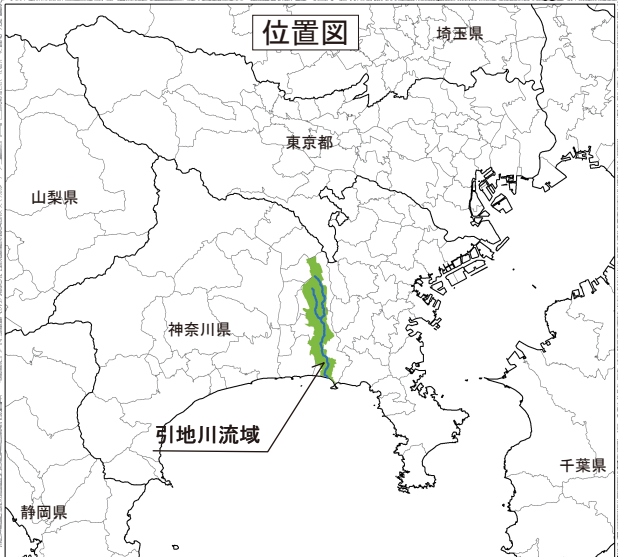 位置図
埼玉県
東京都
山梨県
神奈川県
引地川流域
千葉県
静岡県